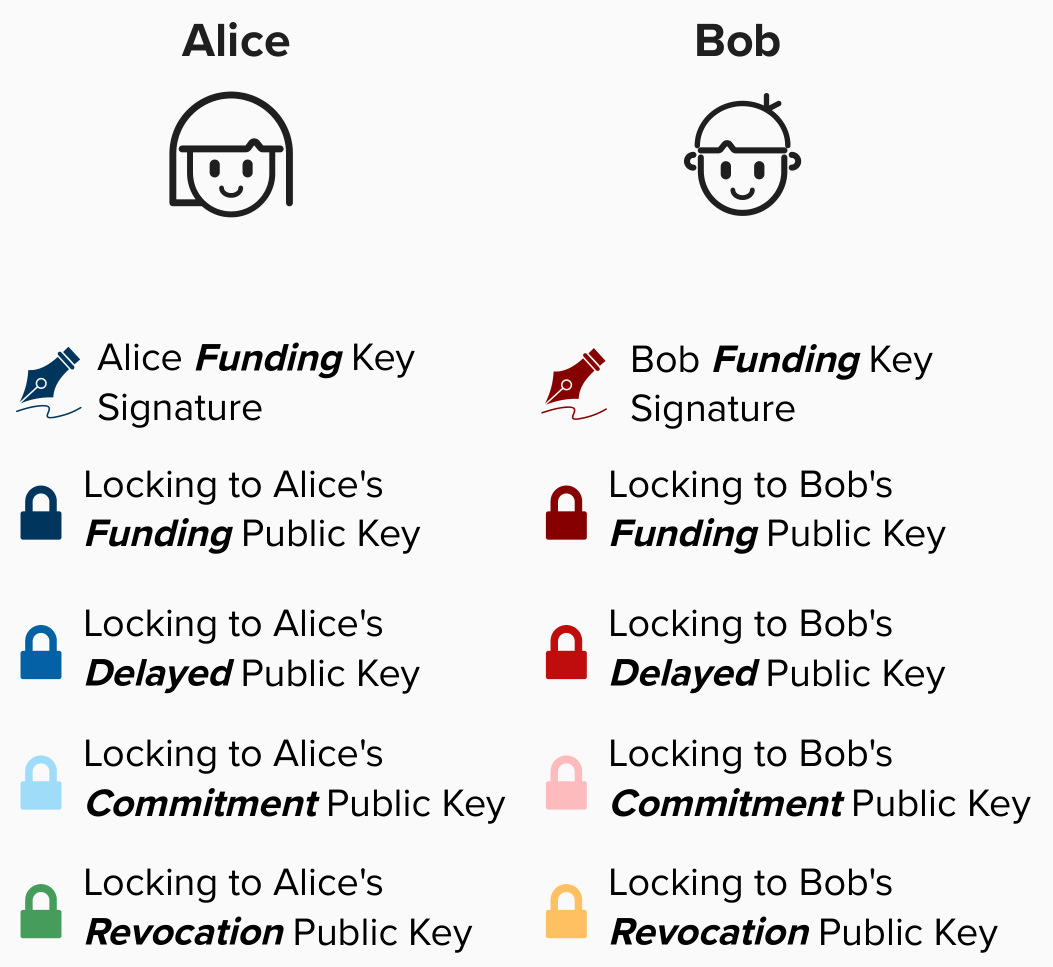 Alice
Bob
Alice Funding Key
Signature
Bob Funding Key
Signature
Locking to Alice's
Funding Public Key
Locking to Bob's
Funding Public Key
Locking to Alice's
Delayed Public Key
Locking to Bob's
Delayed Public Key
Locking to Alice's
Commitment Public Key
Locking to Bob's
Commitment Public Key
Locking to Alice's
Revocation Public Key
Locking to Bob's
Revocation Public Key